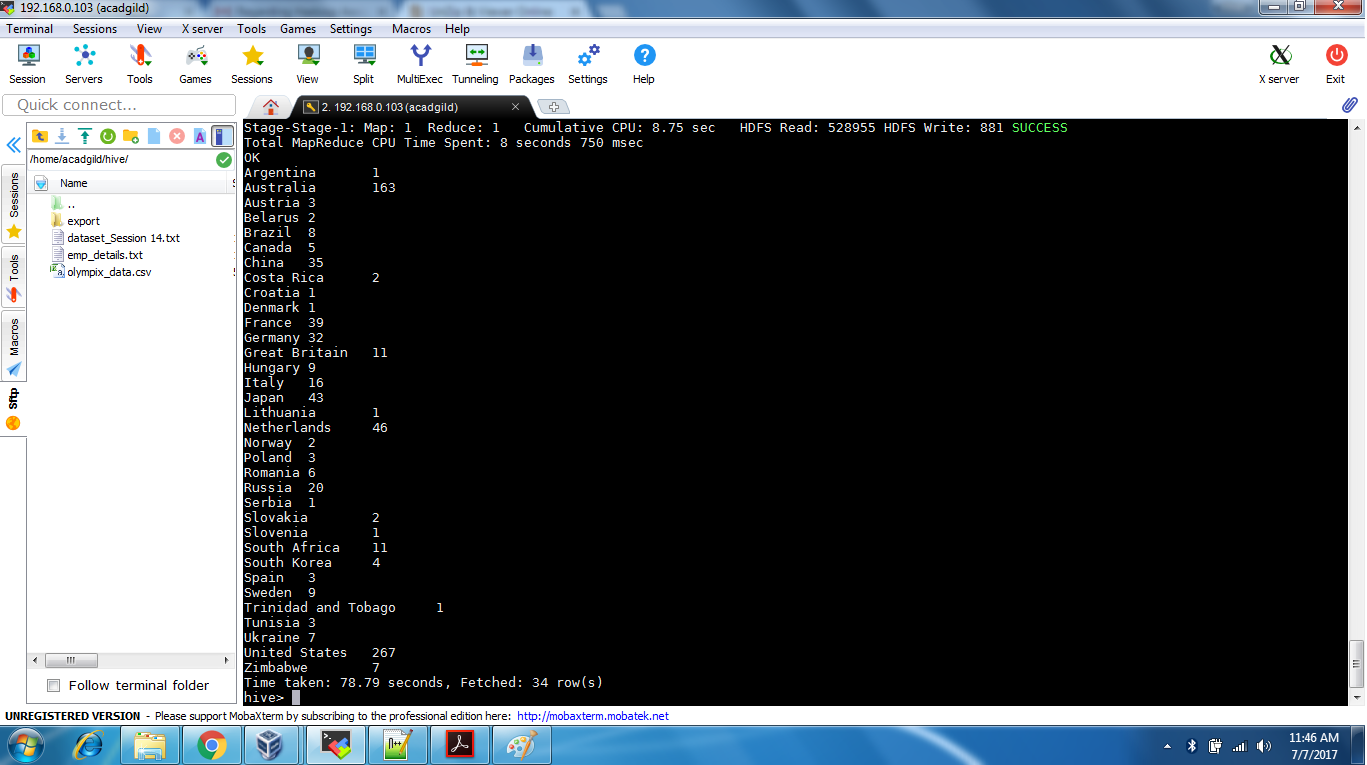 192.168.0.103 (acadgild)
Terminal Sessions View X server Tools Games Settings Macros Help
Session Servers Tools Games Sessions View Split MultiExec Tunneling Packages Settings Help X server Exit
Quick connect...
2. 192.168.0.103 (acadgild)
/home/acadgild/hive/
Name
..
export
dataset_Session 14.txt
emp_details.txt
olympix_data.csv
Sessions
Tools
Macros
Sftp
Follow terminal folder
Stage-Stage-1: Map: 1  Reduce: 1   Cumulative CPU: 8.75 sec   HDFS Read: 528955 HDFS Write: 881 SUCCESS
Total MapReduce CPU Time Spent: 8 seconds 750 msec
OK
Argentina       1
Australia       163
Austria 3
Belarus 2
Brazil  8
Canada  5
China   35
Costa Rica      2
Croatia 1
Denmark 1
France  39
Germany 32
Great Britain   11
Hungary 9
Italy   16
Japan   43
Lithuania       1
Netherlands     46
Norway  2
Poland  3
Romania 6
Russia  20
Serbia  1
Slovakia        2
Slovenia        1
South Africa    11
South Korea     4
Spain   3
Sweden  9
Trinidad and Tobago     1
Tunisia 3
Ukraine 7
United States   267
Zimbabwe        7
Time taken: 78.79 seconds, Fetched: 34 row(s)
hive>
UNREGISTERED VERSION - Please support MobaXterm by subscribing to the professional edition here: http://mobaxterm.mobatek.net
11:46 AM
7/7/2017